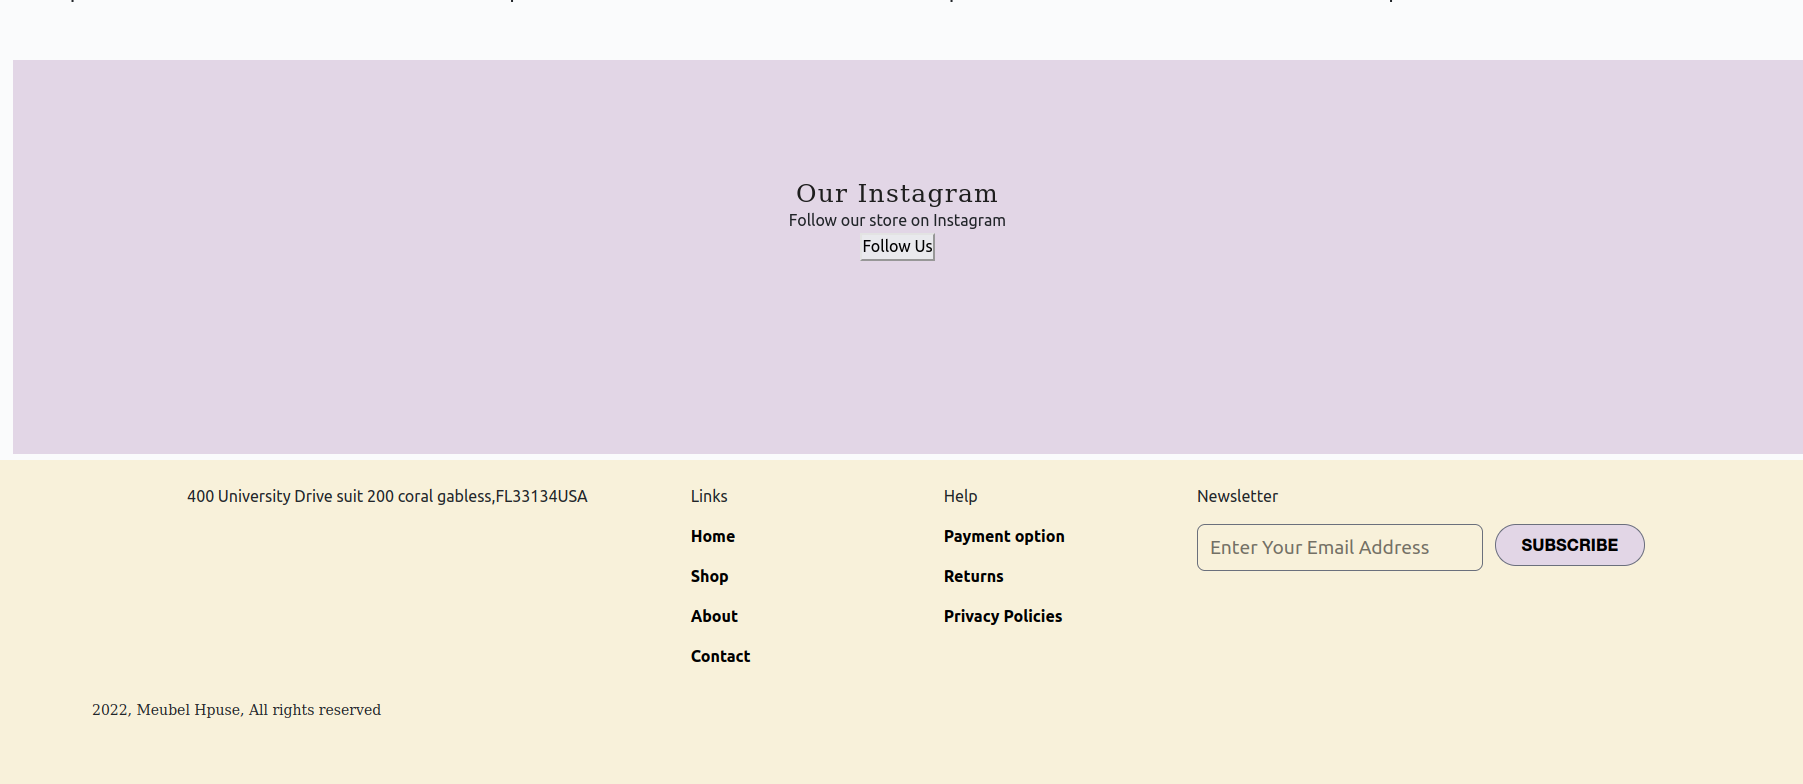 Our Instagram
Follow our store on Instagram
Follow Us
400 University Drive suit 200 coral gabless,FL33134USA
Links
Home
Shop
About
Contact
Help
Payment option
Returns
Privacy Policies
Newsletter
Enter Your Email Address
SUBSCRIBE
2022, Meubel Hpuse, All rights reserved